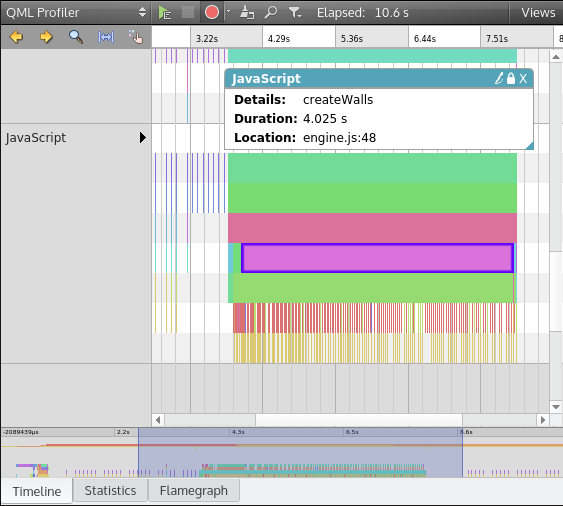 QML Profiler Elapsed: 10.6 s Views
3.22s 4.29s 5.36s 6.44s 7.51s 8
JavaScript X
Details: createWalls
Duration: 4.025 s
Location: engine.js:48
JavaScript
-2089439µs 2.2s 4.3s 6.5s 8.6s
Timeline Statistics Flamegraph